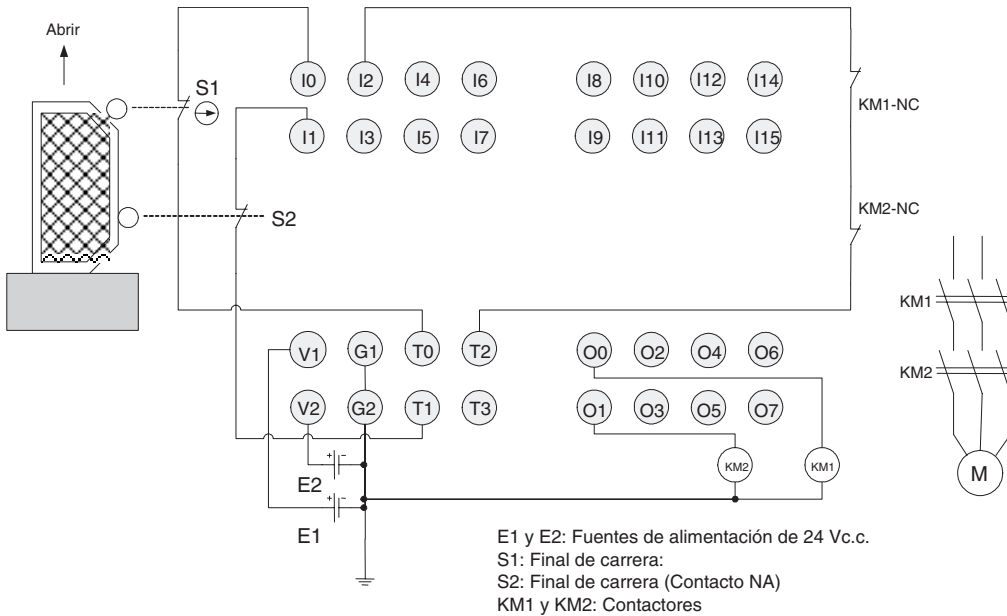 Abrir
S1
S2
I0 I2 I4 I6 I8 I10 I12 I14
I1 I3 I5 I7 I9 I11 I13 I15
KM1-NC
KM2-NC
KM1
KM2
M
V1 G1 T0 T2 O0 O2 O4 O6
V2 G2 T1 T3 O1 O3 O5 O7
KM2 KM1
+ -
E2
+ -
E1
E1 y E2: Fuentes de alimentación de 24 Vc.c.
S1: Final de carrera:
S2: Final de carrera (Contacto NA)
KM1 y KM2: Contactores